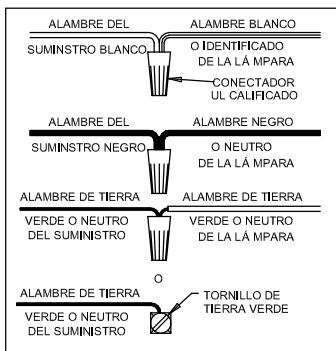 ALAMBRE DEL
SUMINSTRO BLANCO
ALAMBRE BLANCO
O IDENTIFICADO
DE LA LÁ MPARA
CONECTADOR
UL CALIFICADO
ALAMBRE DEL
SUMINSTRO NEGRO
ALAMBRE NEGRO
O NEUTRO
DE LA LÁ MPARA
ALAMBRE DE TIERRA
VERDE O NEUTRO
DEL SUMINISTRO
ALAMBRE DE TIERRA
VERDE O NEUTRO
DE LA LÁ MPARA
O
ALAMBRE DE TIERRA
VERDE O NEUTRO
DEL SUMINISTRO
TORNILLO DE
TIERRA VERDE